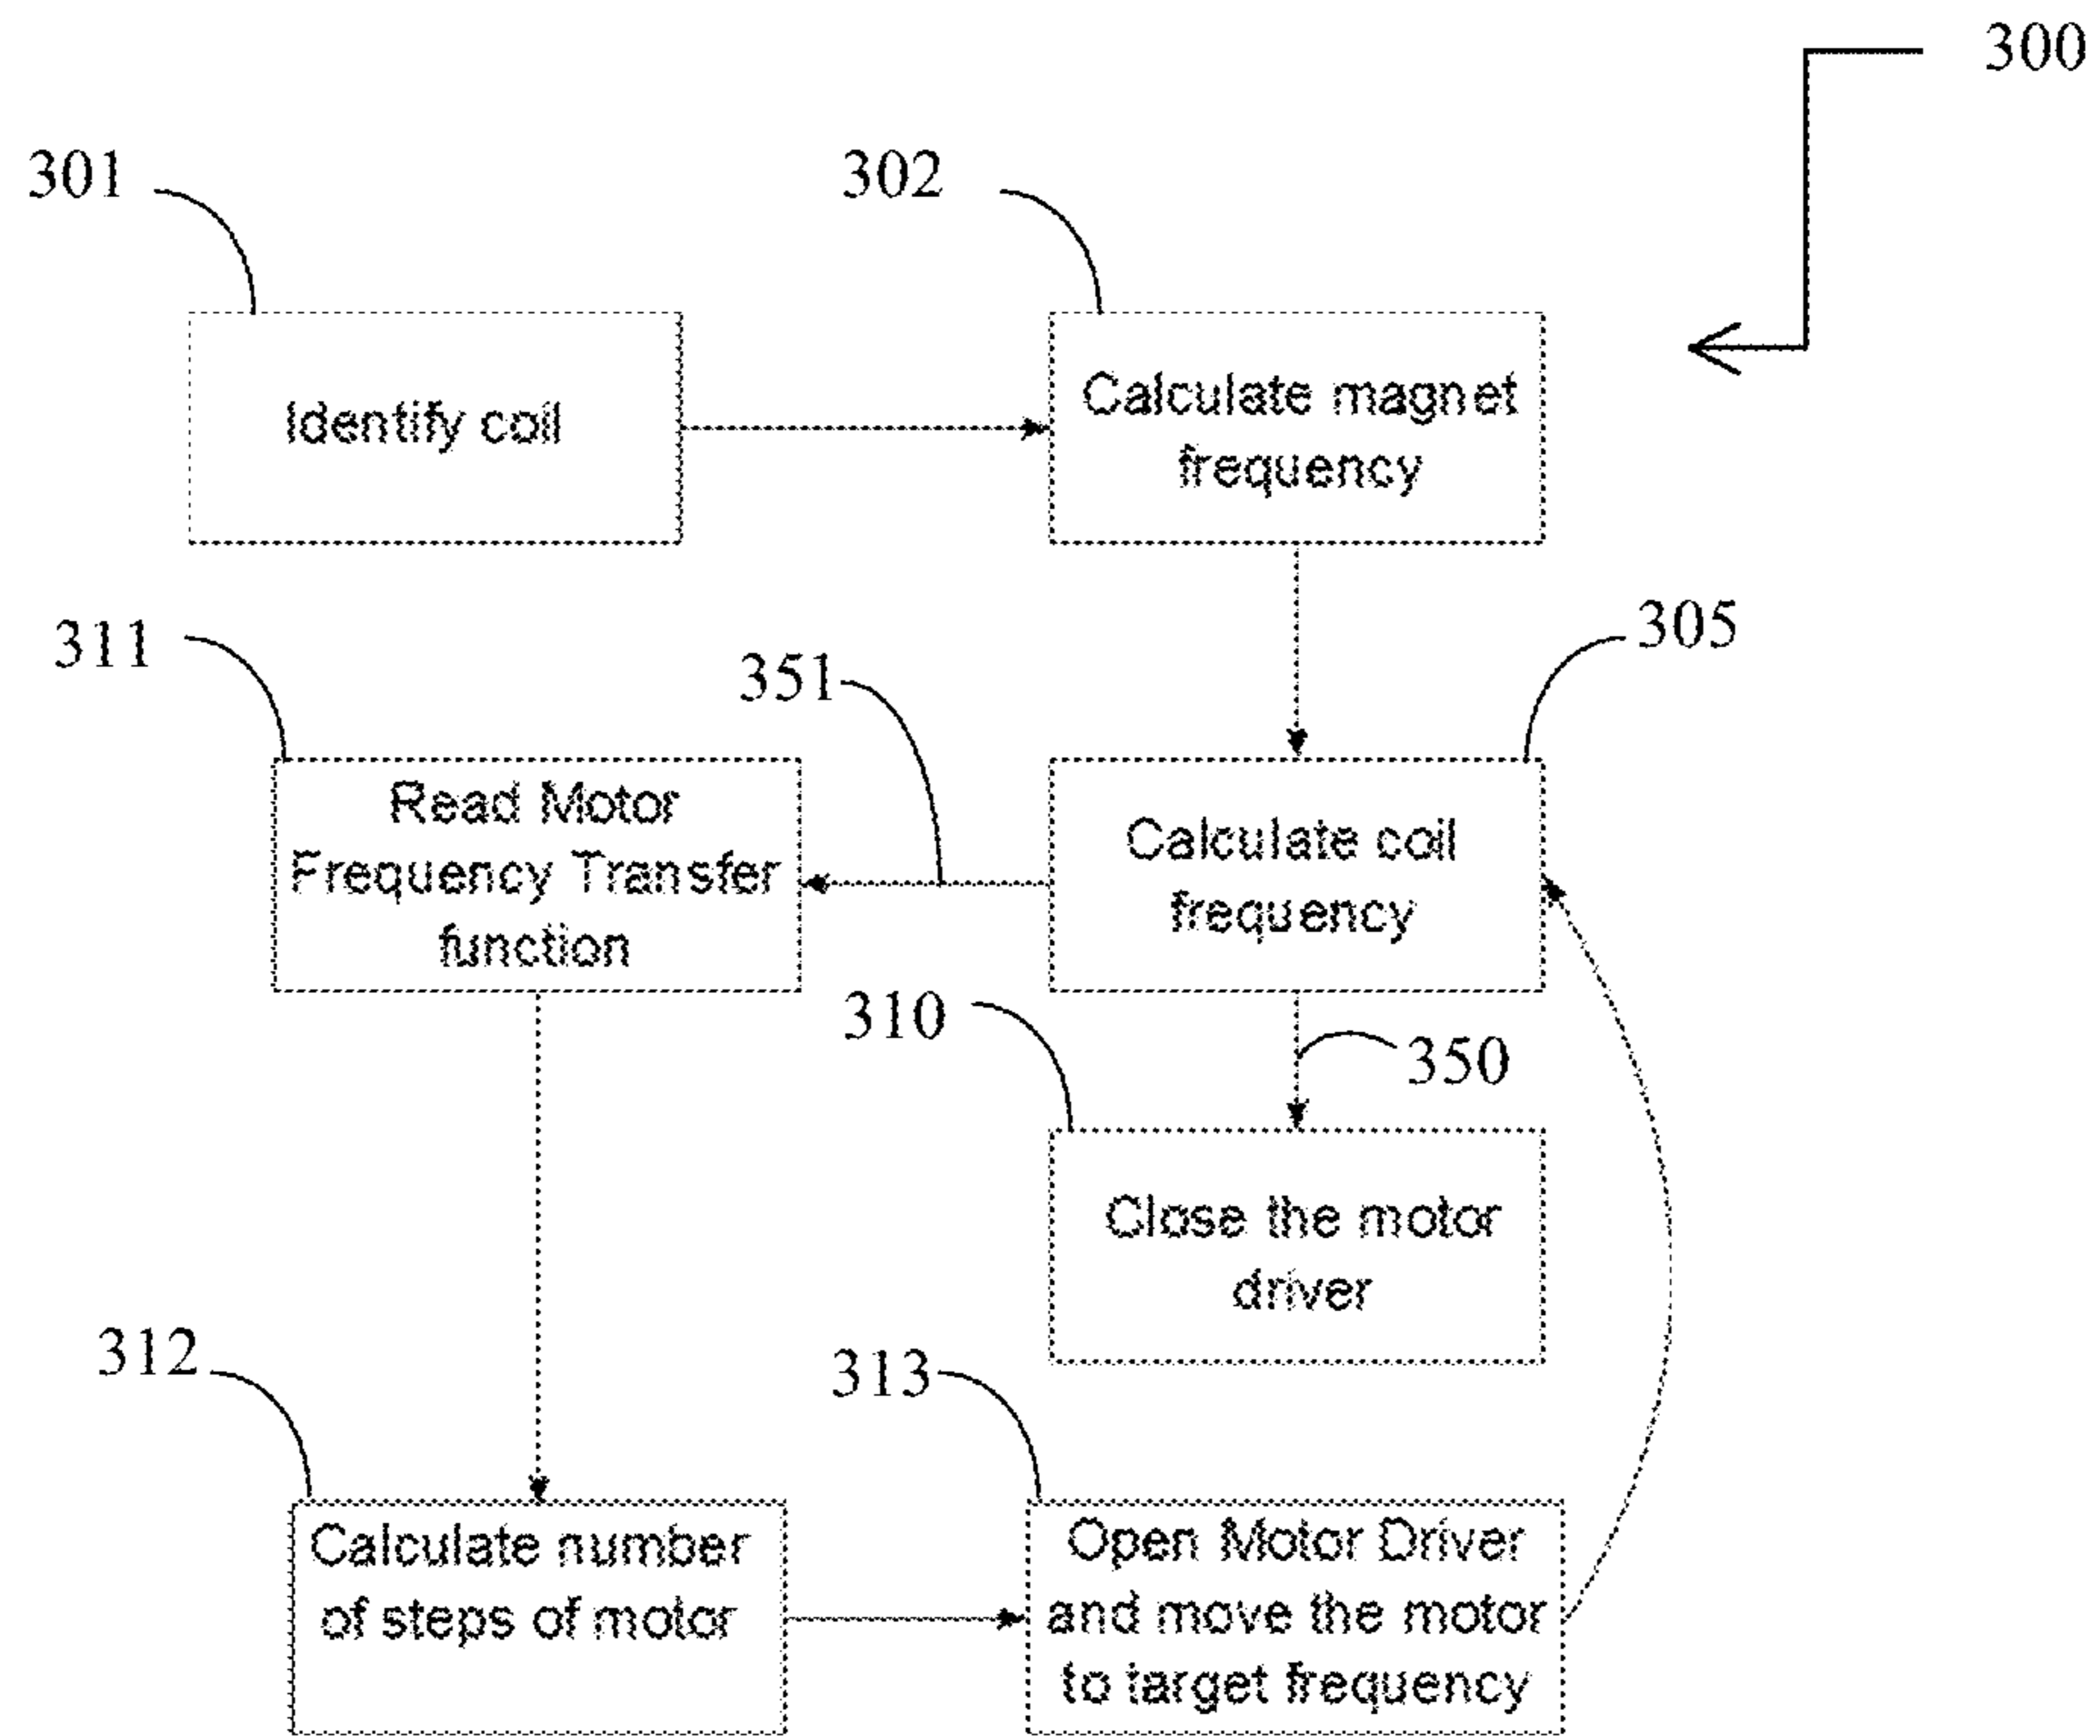 300
301
302
Identify coil
Calculate magnet
frequency
311
351
305
Read Motor
Frequency Transfer
function
Calculate coil
frequency
310
350
Close the motor
driver
312
313
Calculate number
of steps of motor
Open Motor Driver
and move the motor
to target frequency